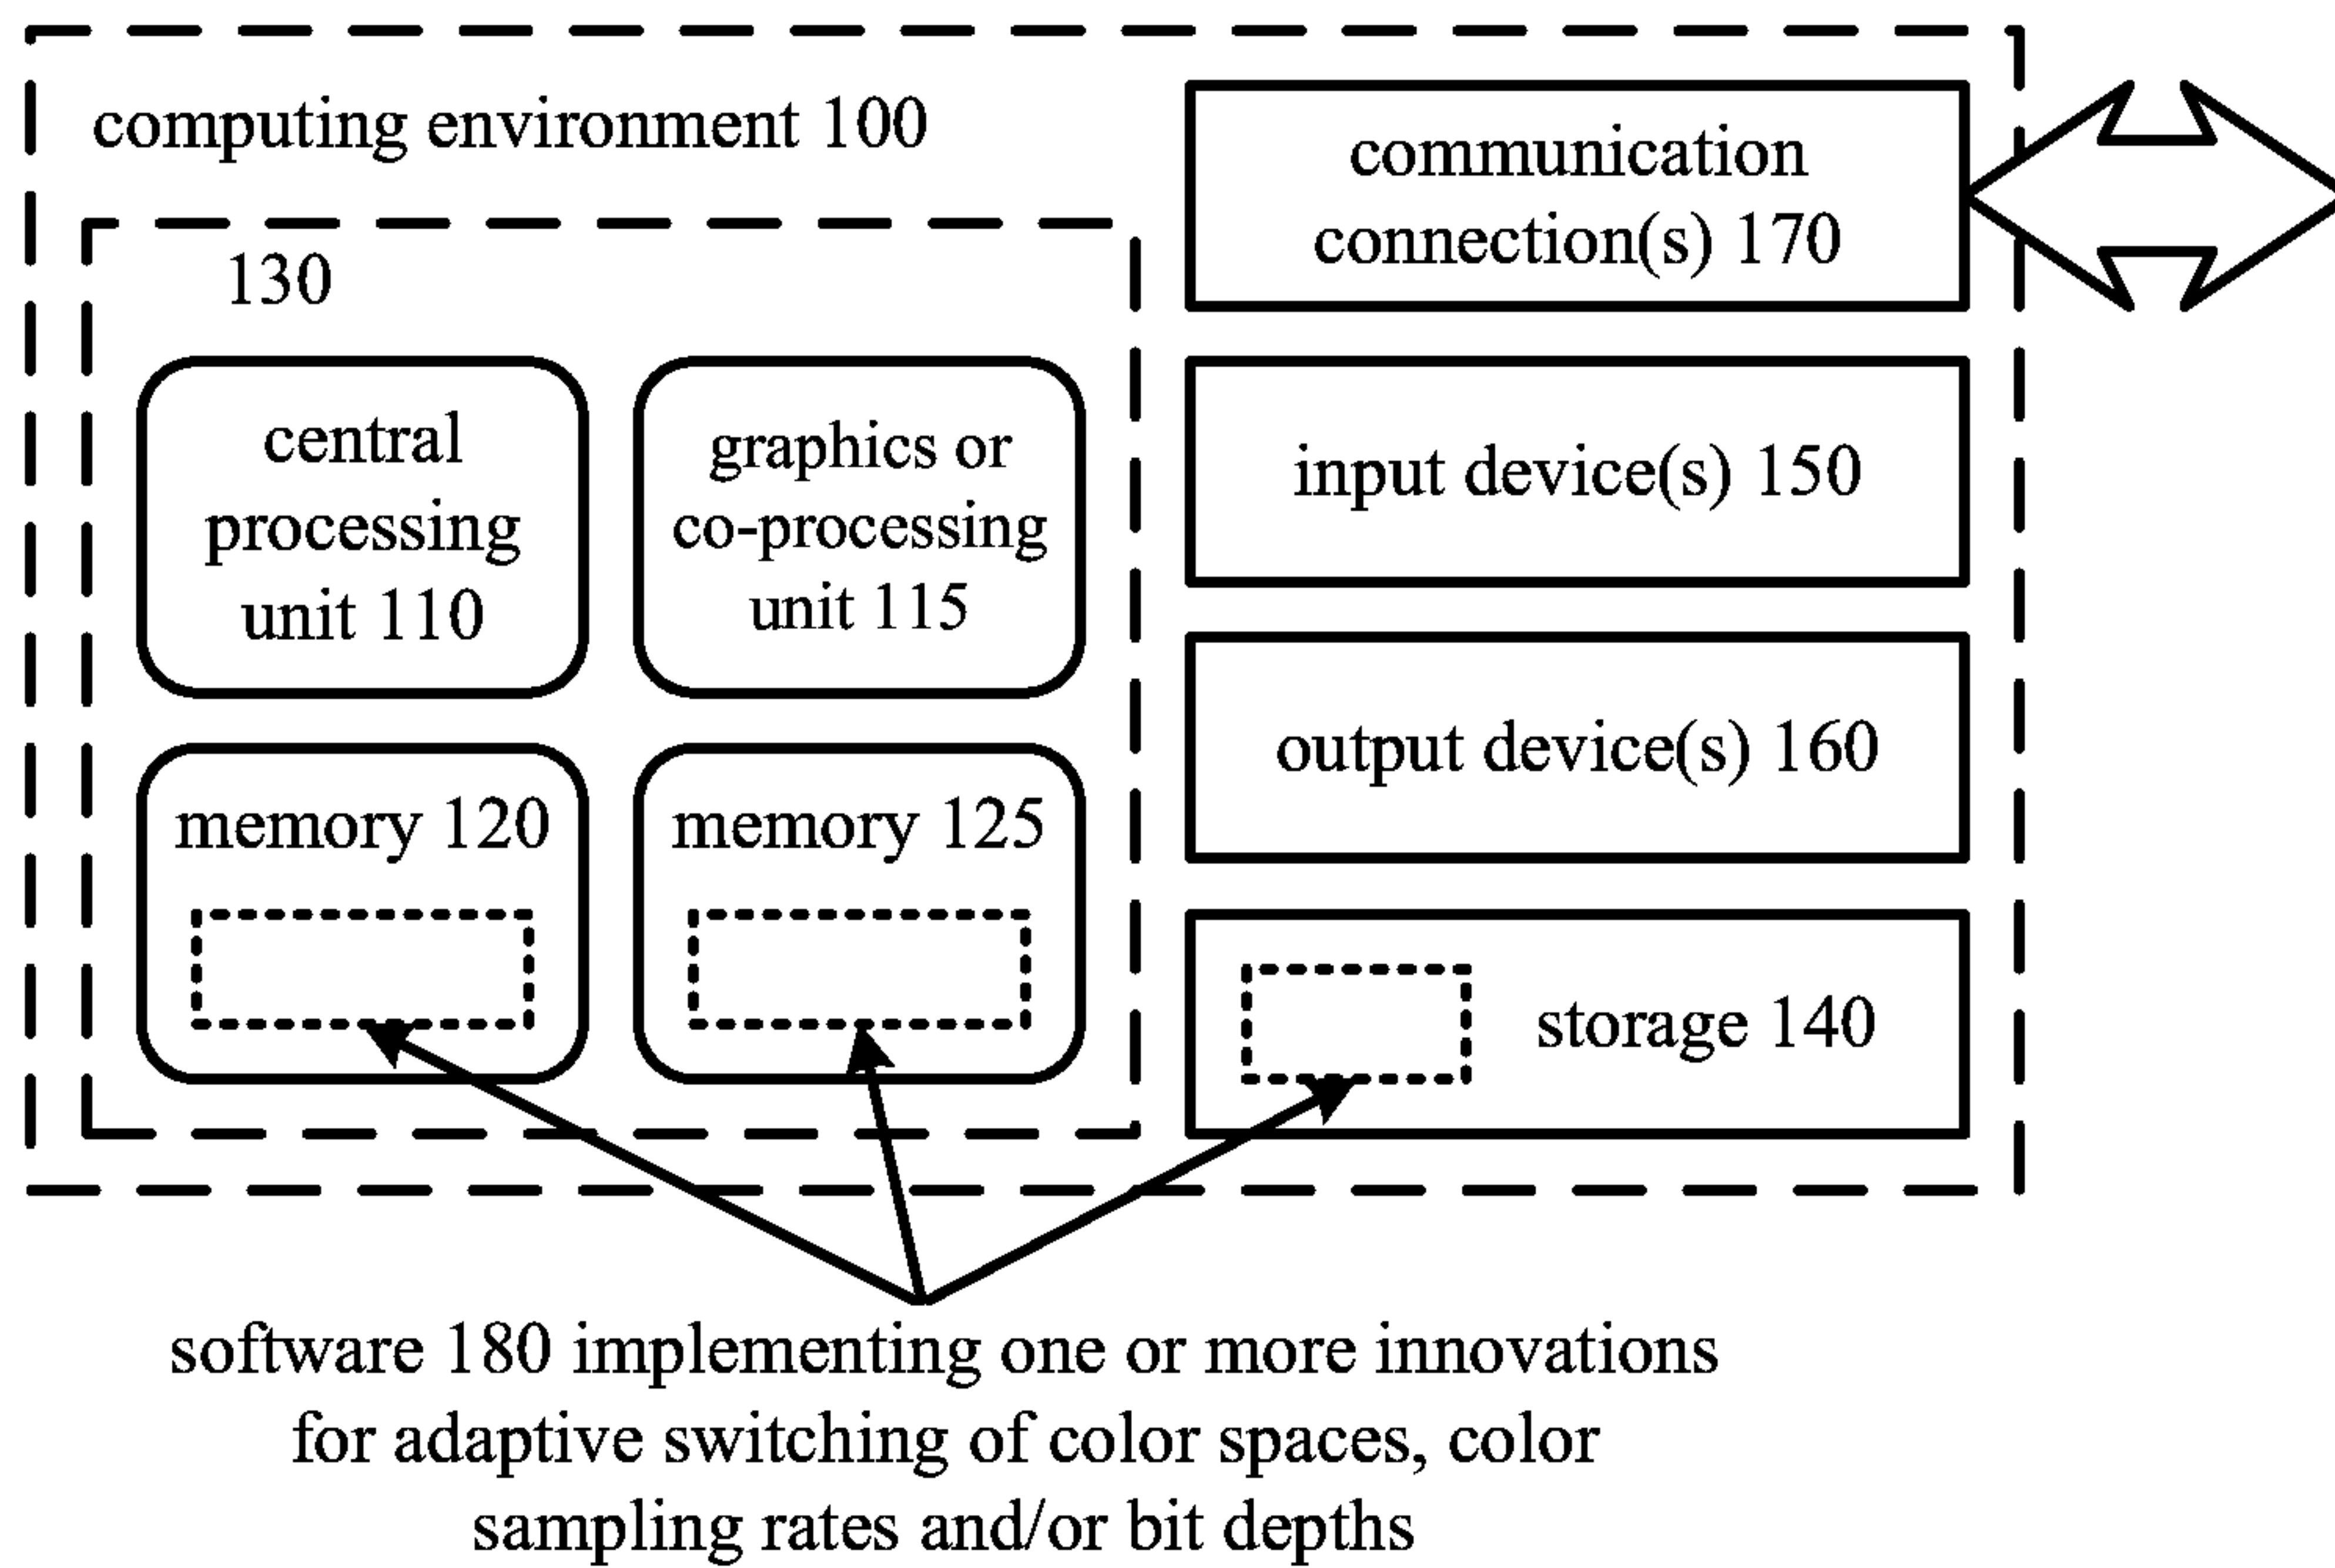 computing environment 100
130
central
processing
unit 110
graphics or
co-processing
unit 115
memory 120
memory 125
communication
connection(s) 170
input device(s) 150
output device(s) 160
storage 140
software 180 implementing one or more innovations
for adaptive switching of color spaces, color
sampling rates and/or bit depths